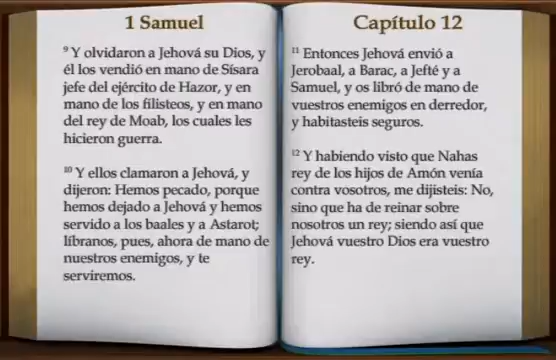 1 Samuel
⁹ Y olvidaron a Jehová su Dios, y
él los vendió en mano de Sísara
jefe del ejército de Hazor, y en
mano de los filisteos, y en mano
del rey de Moab, los cuales les
hicieron guerra.
¹⁰ Y ellos clamaron a Jehová, y
dijeron: Hemos pecado, porque
hemos dejado a Jehová y hemos
servido a los baales y a Astarot;
líbranos, pues, ahora de mano de
nuestros enemigos, y te
serviremos.
Capítulo 12
¹¹ Entonces Jehová envió a
Jerobaal, a Barac, a Jefté y a
Samuel, y os libró de mano de
vuestros enemigos en derredor,
y habitasteis seguros.
¹² Y habiendo visto que Nahas
rey de los hijos de Amón venía
contra vosotros, me dijisteis: No,
sino que ha de reinar sobre
nosotros un rey; siendo así que
Jehová vuestro Dios era vuestro
rey.